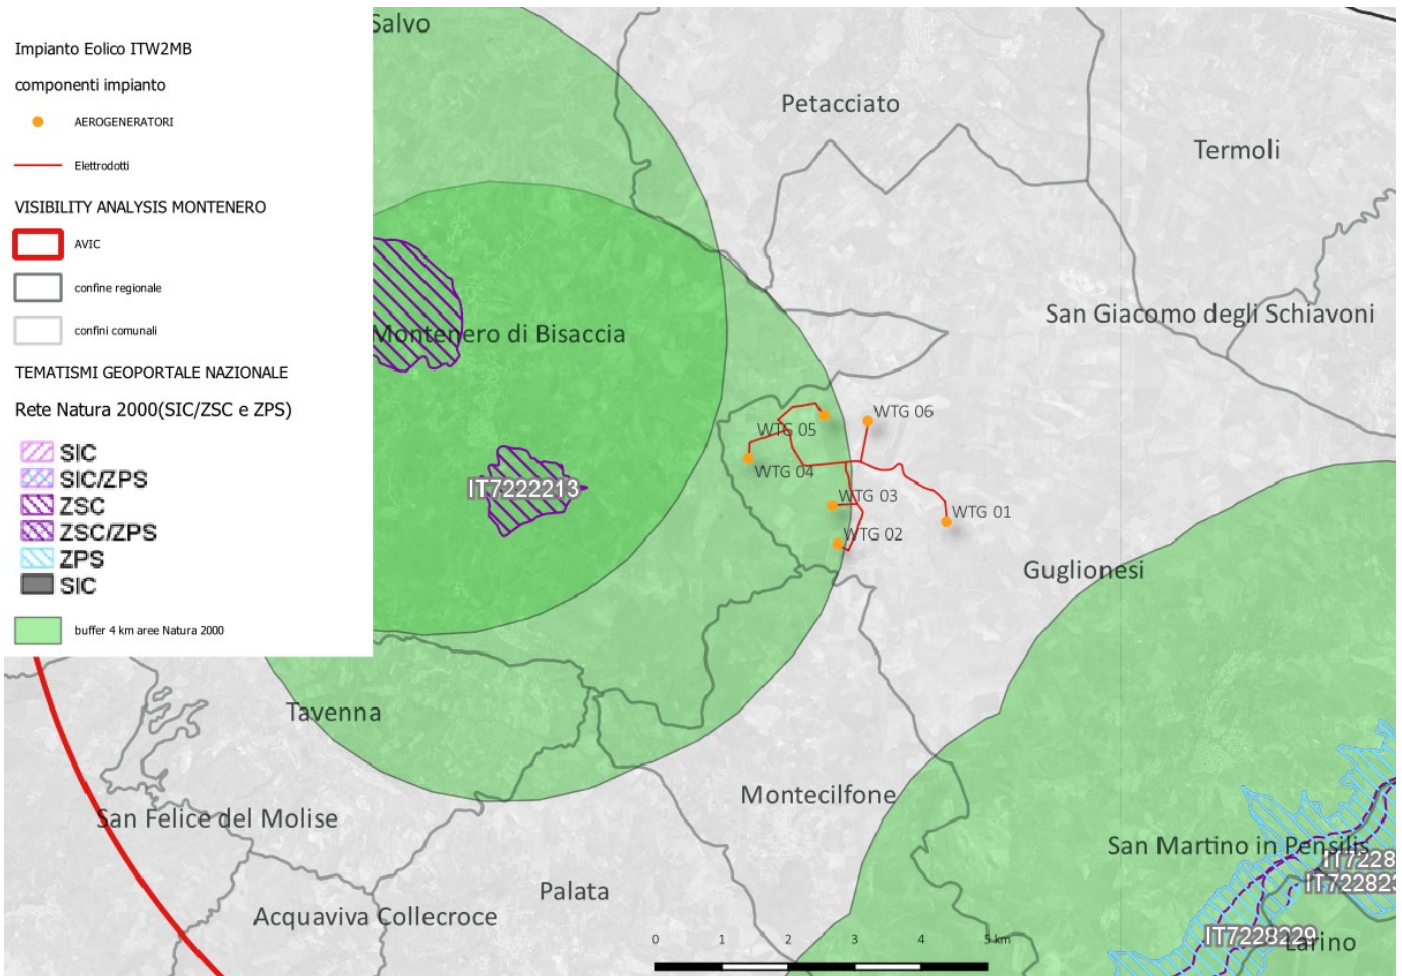 Impianto Eolico ITW2MB
componenti impianto
AEROGENERATORI
Elettrodotti
VISIBILITY ANALYSIS MONTENERO
AVIC
confine regionale
confini comunali
TEMATISMI GEOPORTALE NAZIONALE
Rete Natura 2000(SIC/ZSC e ZPS)
SIC
SIC/ZPS
ZSC
ZSC/ZPS
ZPS
SIC
buffer 4 km aree Natura 2000
Salvo
Petacciato
Termoli
San Giacomo degli Schiavoni
Montenero di Bisaccia
WTG 06
WTG 05
WTG 04
IT7222213
WTG 03
WTG 01
WTG 02
Guglionesi
Tavenna
Montecilfone
San Felice del Molise
San Martino in Pensilis
IT7228
Palata
Acquaviva Collecroce
IT7228229
Larino
0 1 2 3 4 5 km